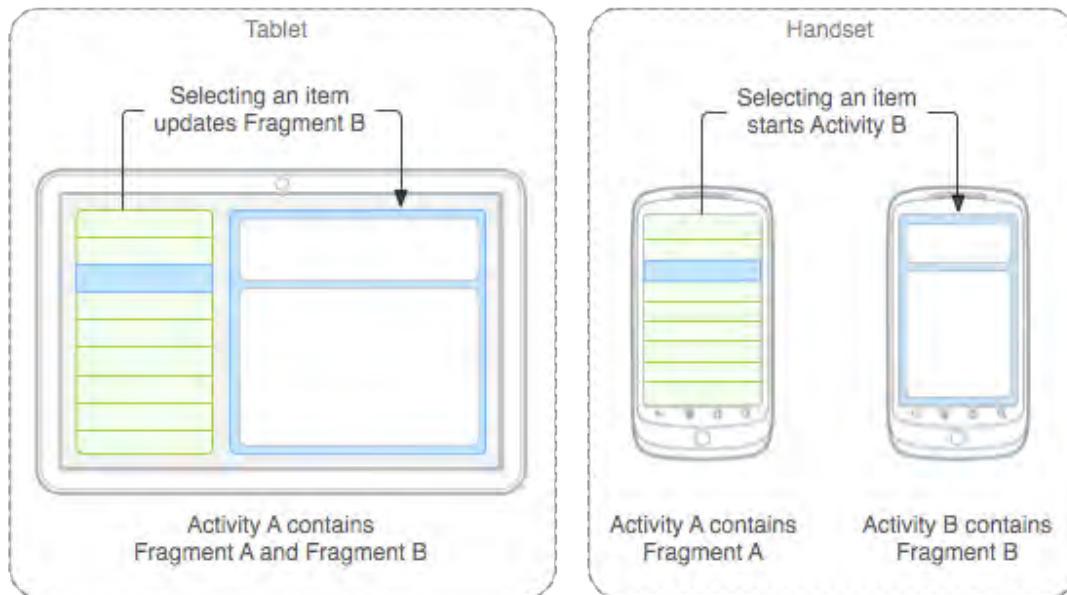 Tablet
Selecting an item
updates Fragment B
Activity A contains
Fragment A and Fragment B
Handset
Selecting an item
starts Activity B
Activity A contains
Fragment A
Activity B contains
Fragment B